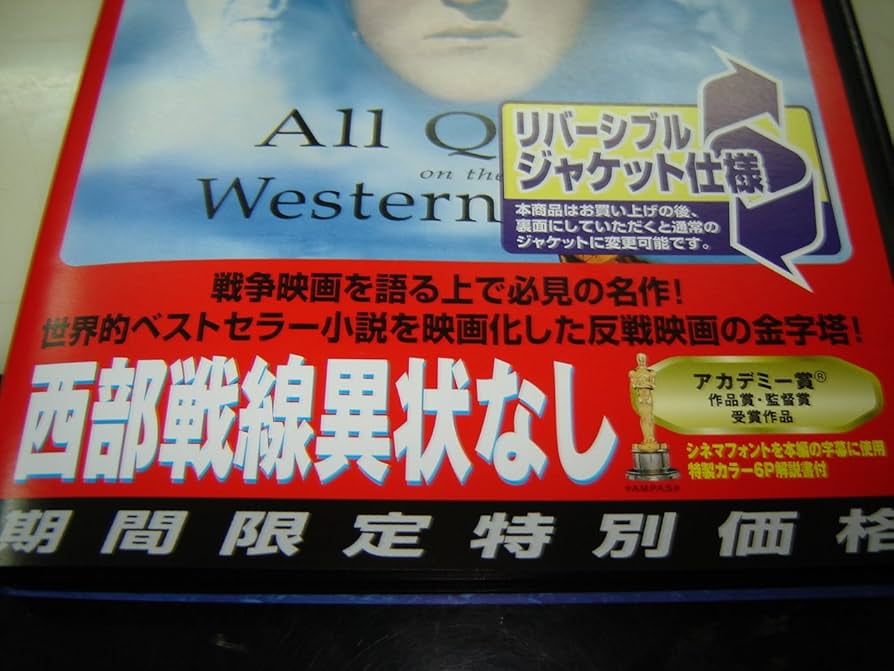 All Q
on the
Western
リバーシブル
ジャケット仕様
本商品はお買い上げの後、
裏面にしていただくと通常の
ジャケットに変更可能です。
戦争映画を語る上で必見の名作!
世界的ベストセラー小説を映画化した反戦映画の金字塔!
西部戦線異状なし
アカデミー賞®
作品賞・監督賞
受賞作品
シネマフォントを本編の字幕に使用
特製カラー6P解説書付
©AMPAS®
期間限定特別価格